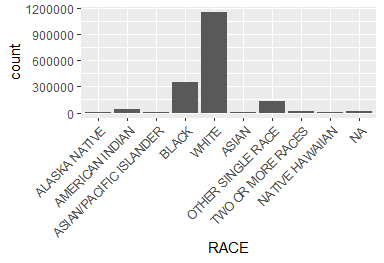 1200000
900000
600000
300000
0
count
ALASKA NATIVE
AMERICAN INDIAN
ASIAN/PACIFIC ISLANDER
BLACK
WHITE
ASIAN
OTHER SINGLE RACE
TWO OR MORE RACES
NATIVE HAWAIIAN
NA
RACE